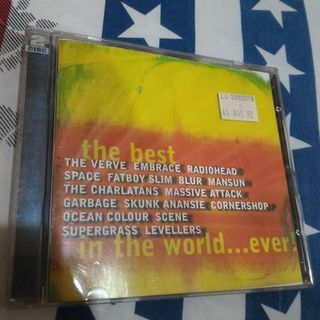 2
DISC
the best
THE VERVE EMBRACE RADIOHEAD
SPACE FATBOY SLIM BLUR MANSUN
THE CHARLATANS MASSIVE ATTACK
GARBAGE SKUNK ANANSIE CORNERSHOP
OCEAN COLOUR SCENE
SUPERGRASS LEVELLERS
in the world...ever!